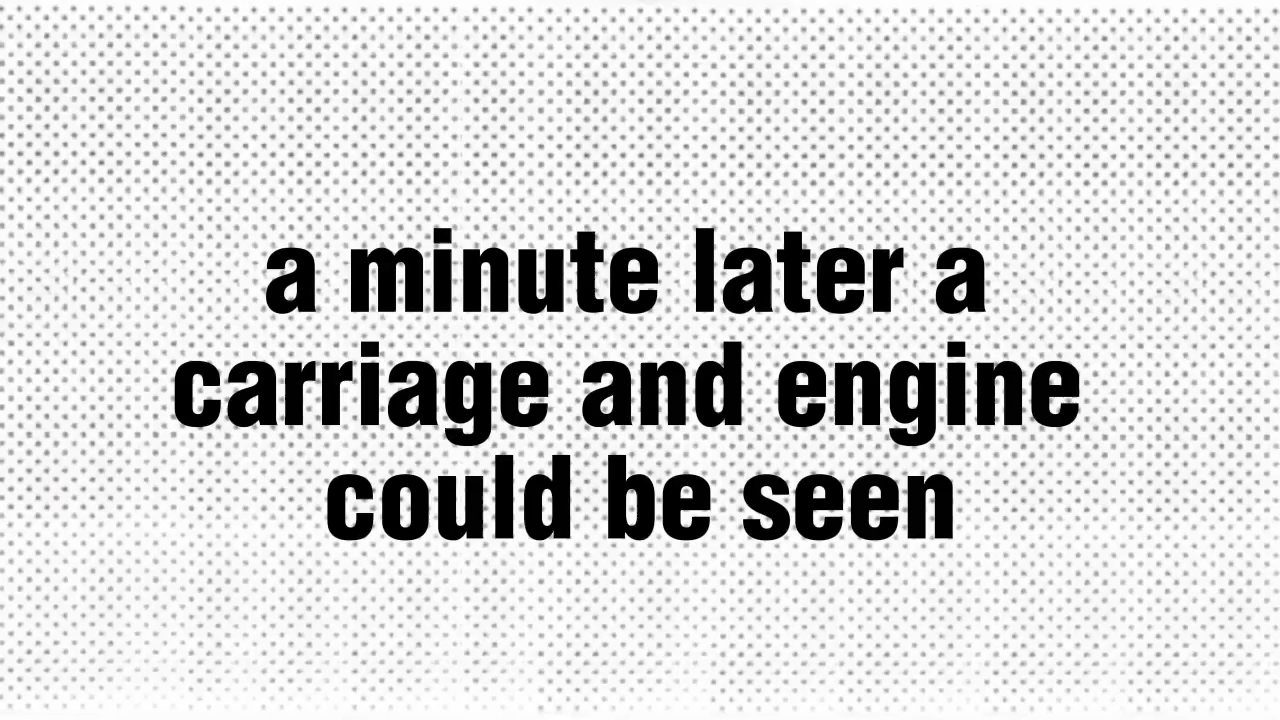 a minute later a
carriage and engine
could be seen